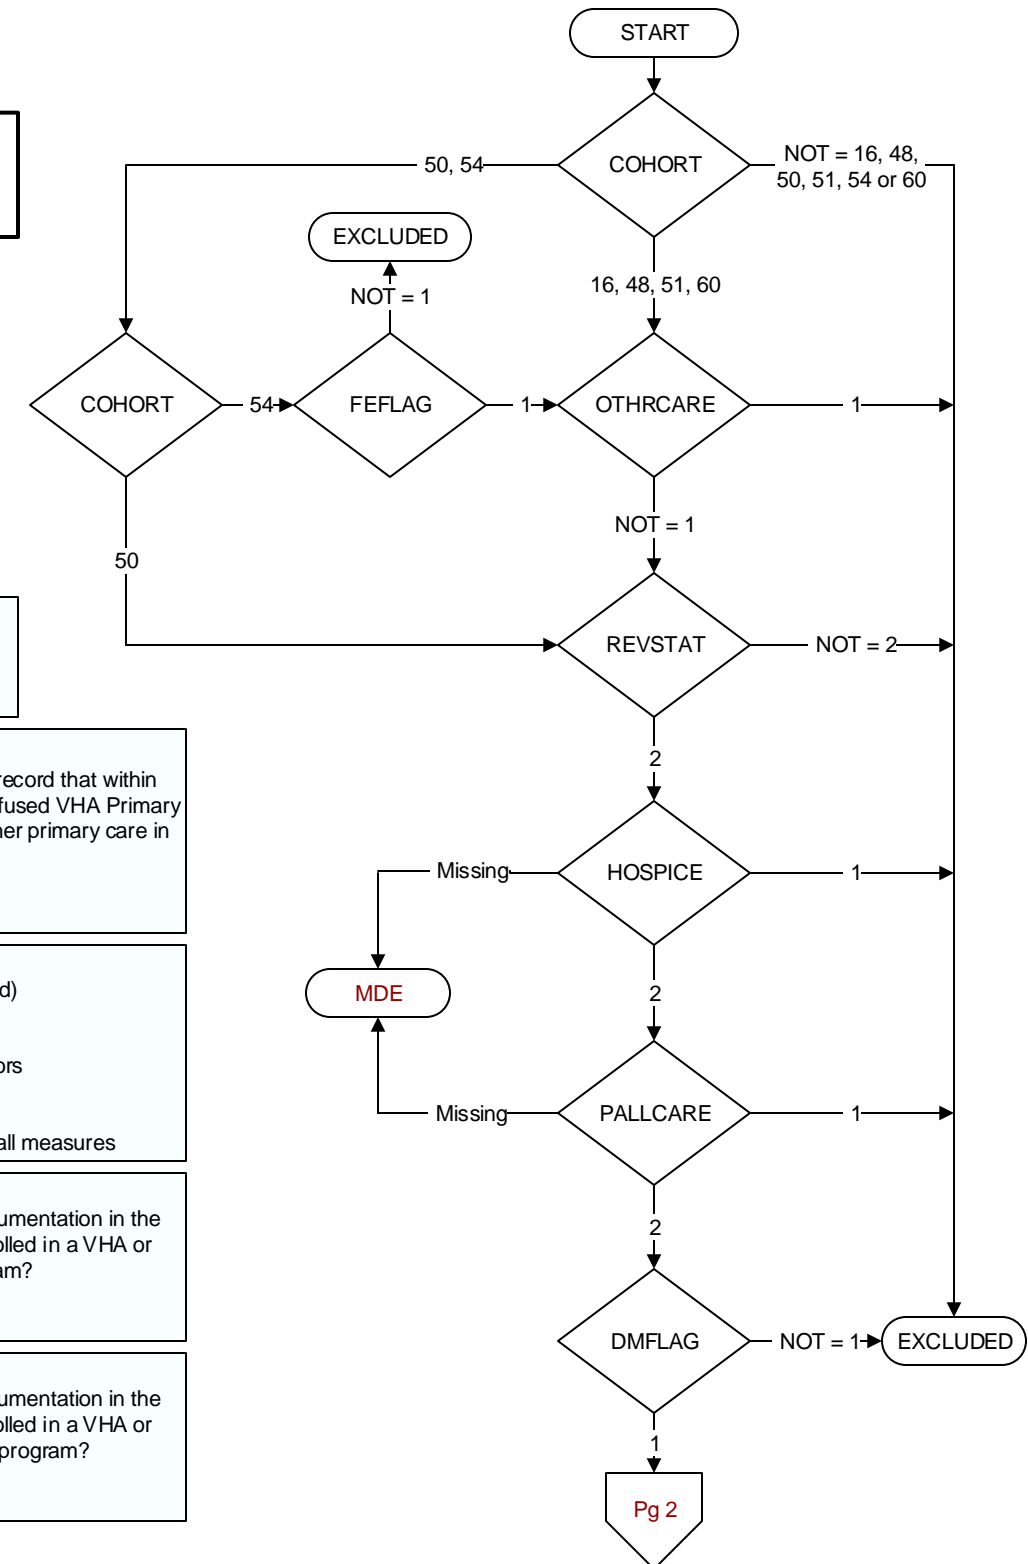 START
COHORT
50, 54
NOT = 16, 48,
50, 51, 54 or 60
EXCLUDED
NOT = 1
16, 48, 51, 60
COHORT
54
FEFLAG
1
OTHRCARE
1
NOT = 1
50
REVSTAT
NOT = 2
2
record that within
fused VHA Primary
her primary care in
Missing
HOSPICE
1
d)
MDE
2
ors
Missing
PALLCARE
1
all measures
umentation in the
olled in a VHA or
am?
2
DMFLAG
NOT = 1
EXCLUDED
umentation in the
olled in a VHA or
program?
1
Pg 2